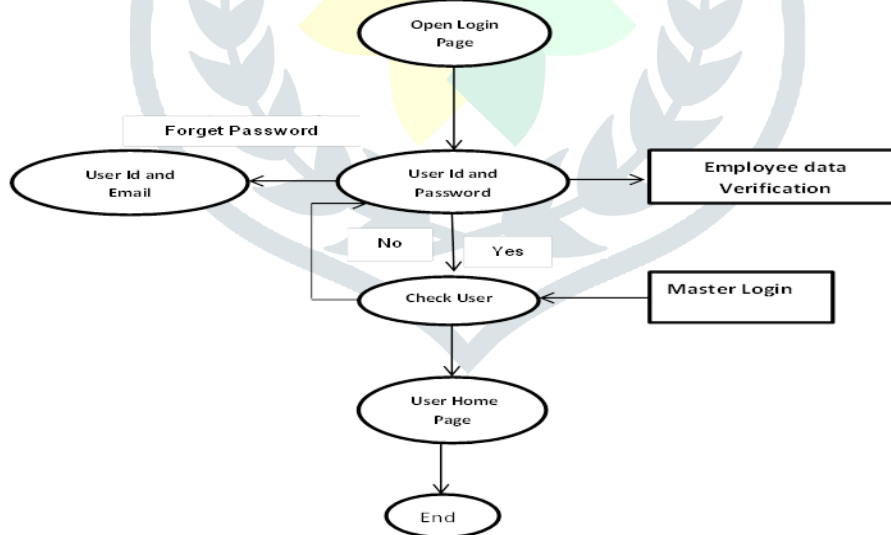 Open Login
Page
Forget Password
User Id and
Email
User Id and
Password
Employee data
Verification
No
Yes
Check User
Master Login
User Home
Page
End